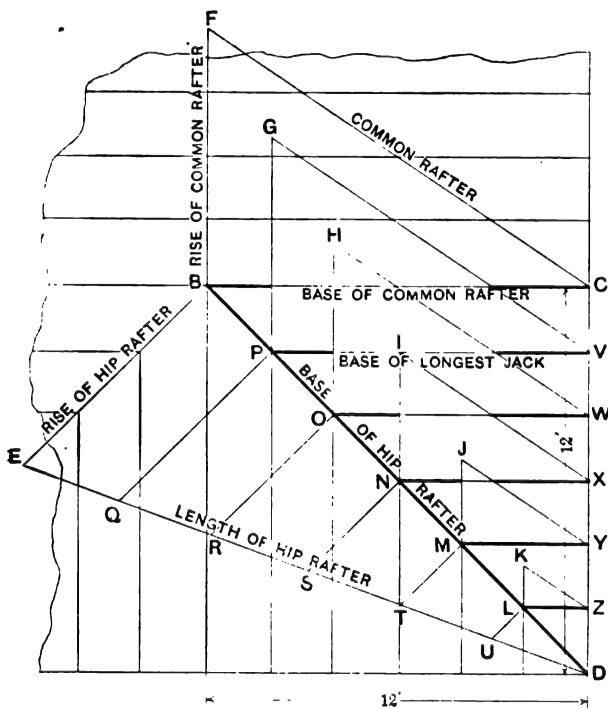 F
RISE OF COMMON RAFTER
COMMON RAFTER
G
H
B
C
BASE OF COMMON RAFTER
RISE OF HIP RAFTER
P
I
V
BASE OF LONGEST JACK
BASE OF HIP RAFTER
O
W
12'
J
E
N
X
Q
LENGTH OF HIP RAFTER
R
M
Y
K
S
T
L
Z
U
D
12'